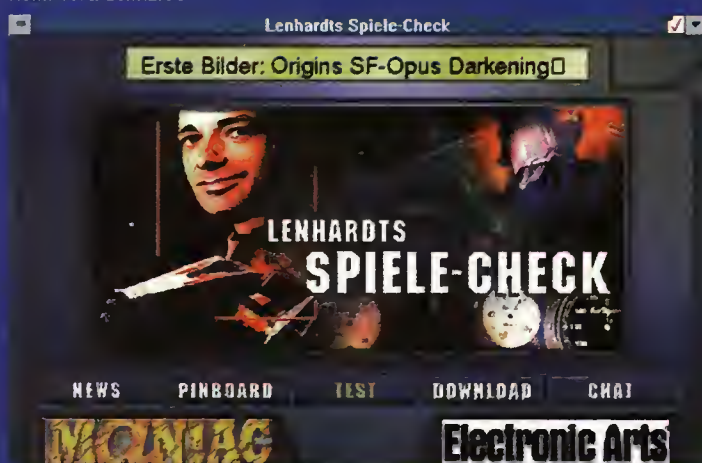 Lenhardts Spiele-Check
Erste Bilder: Origins SF-Opus Darkening
LENHARDTS
SPIELE-CHECK
NEWS PINBOARD TEST DOWNLOAD CHAT
Electronic Arts